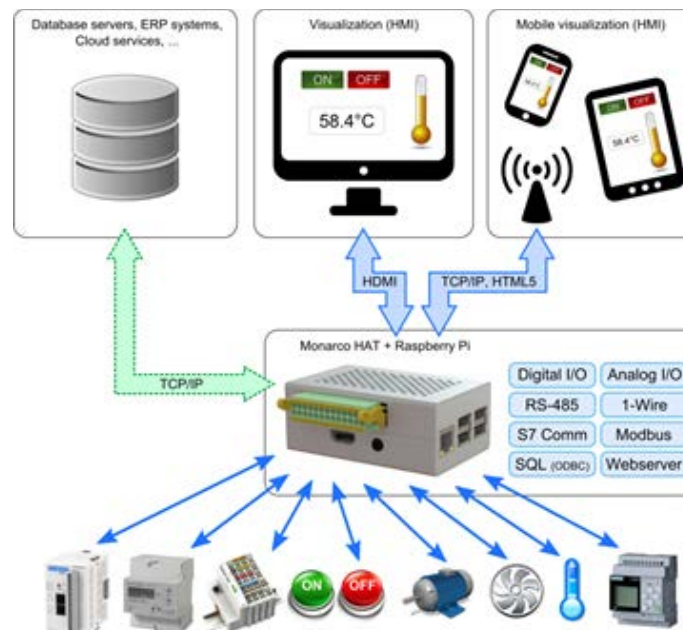 Database servers, ERP systems,
Cloud services, ...
Visualization (HMI)
ON OFF
58.4°C
Mobile visualization (HMI)
ON OFF
58.4°C
HDMI
TCP/IP, HTML5
TCP/IP
Monarco HAT + Raspberry Pi
Digital I/O
Analog I/O
RS-485
1-Wire
S7 Comm
Modbus
SQL (ODBC)
Webserver
ON
OFF